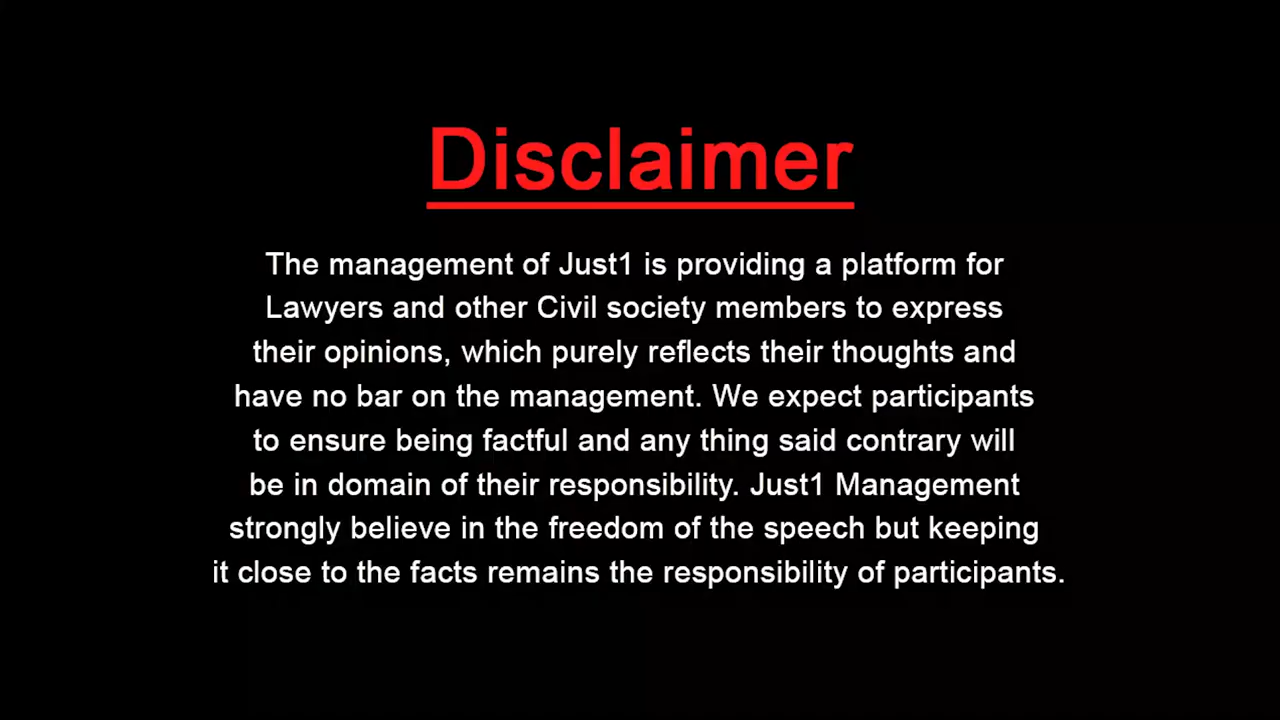 Disclaimer
The management of Just1 is providing a platform for
Lawyers and other Civil society members to express
their opinions, which purely reflects their thoughts and
have no bar on the management. We expect participants
to ensure being factful and any thing said contrary will
be in domain of their responsibility. Just1 Management
strongly believe in the freedom of the speech but keeping
it close to the facts remains the responsibility of participants.